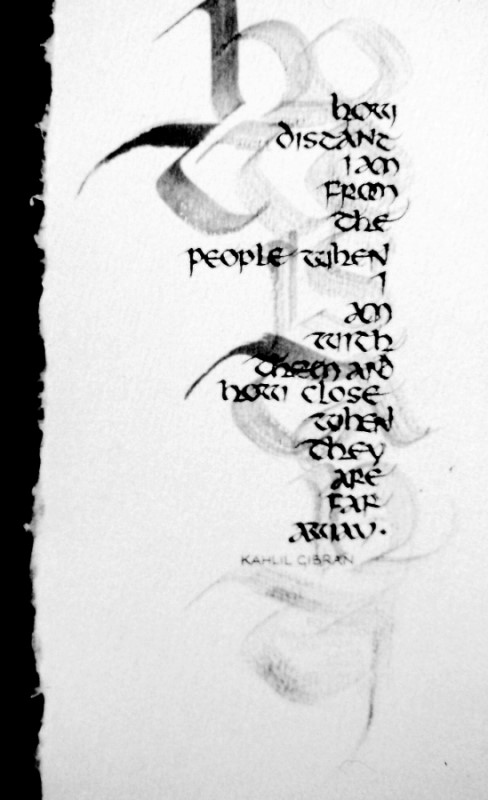 how
distant
I am
from
the
people when
I
am
with
them and
how close
when
they
are
far
away.
KAHLIL GIBRAN